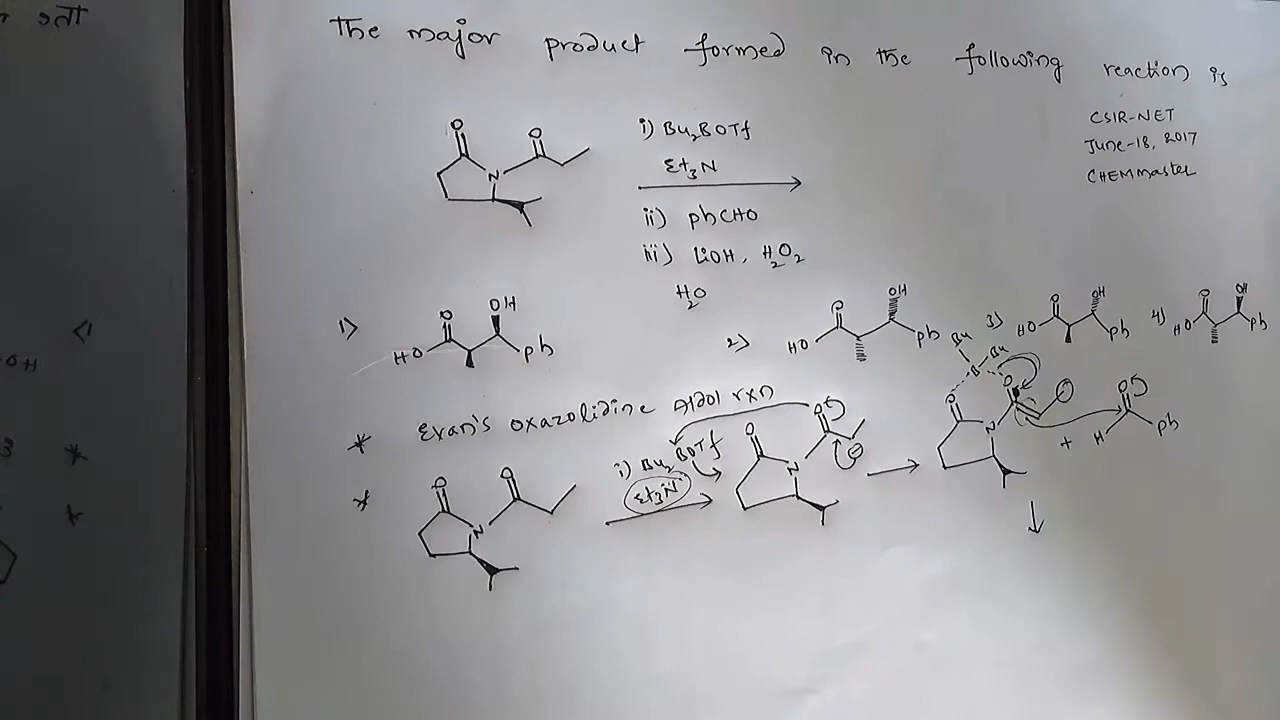 The major product formed in the following reaction is
CSIR-NET
June-18, 2017
CHEMmaster
O
O
N
i) Bu2BOTf
Et3N
ii) PhCHO
iii) LiOH, H2O2
H2O
1) HO O OH Ph
2) HO O OH Ph
3) HO O OH Ph
4) HO O OH Ph
* Evan's oxazolidine Aldol rxn
* O O N
i) Bu2BOTf
Et3N
O O N
Bu Bu
B
O O N
+
O H Ph
OH
3 *
*